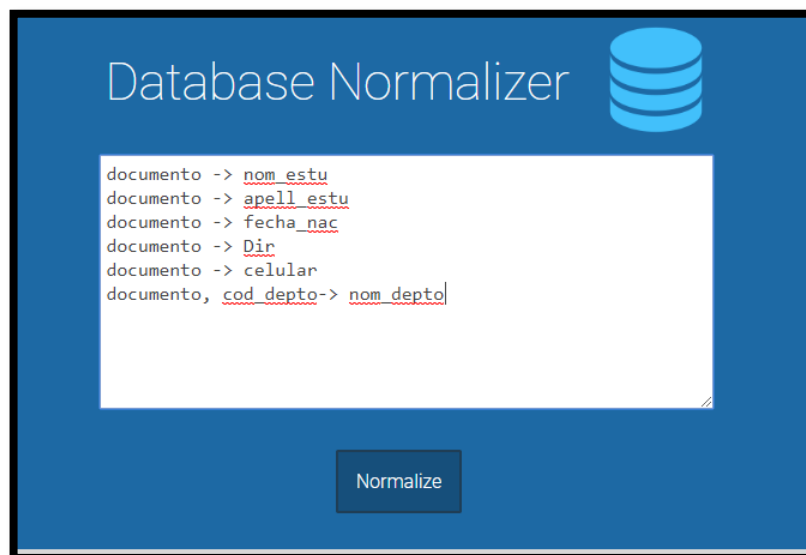 Database Normalizer
documento -> nom_estu
documento -> apell_estu
documento -> fecha_nac
documento -> Dir
documento -> celular
documento, cod_depto-> nom_depto
Normalize